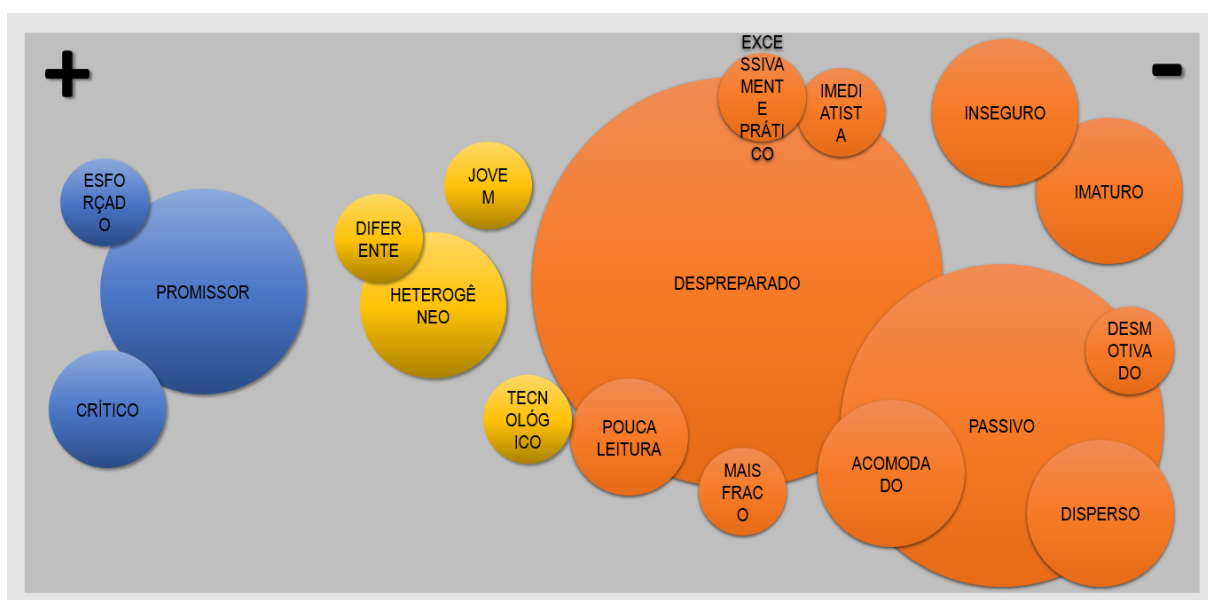 +
-
ESFO
RÇAD
O
PROMISSOR
CRÍTICO
JOVE
M
DIFER
ENTE
HETEROGÊ
NEO
TECN
OLÓG
ICO
EXCE
SSIVA
MENT
E
PRÁTI
CO
IMEDI
ATIST
A
DESPREPARADO
POUCA
LEITURA
MAIS
FRAC
O
INSEGURO
IMATURO
DESM
OTIVA
DO
PASSIVO
ACOMODA
DO
DISPERSO